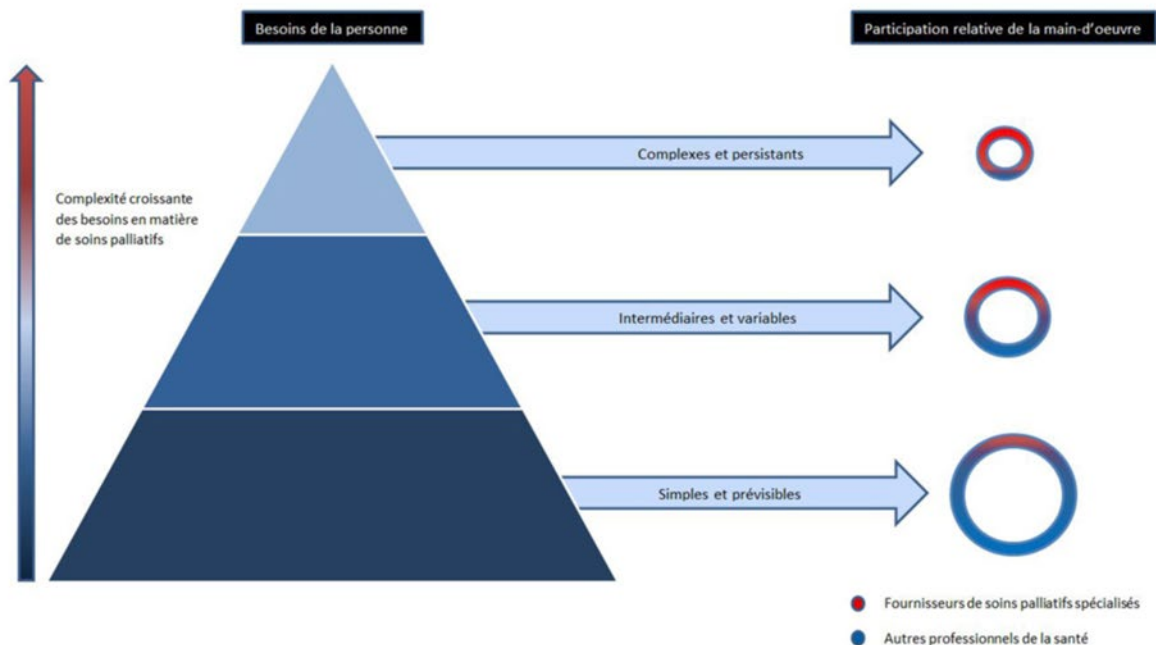 Besoins de la personne
Participation relative de la main-d'oeuvre
Complexité croissante
des besoins en matière
de soins palliatifs
Complexes et persistants
Intermédiaires et variables
Simples et prévisibles
Fournisseurs de soins palliatifs spécialisés
Autres professionnels de la santé